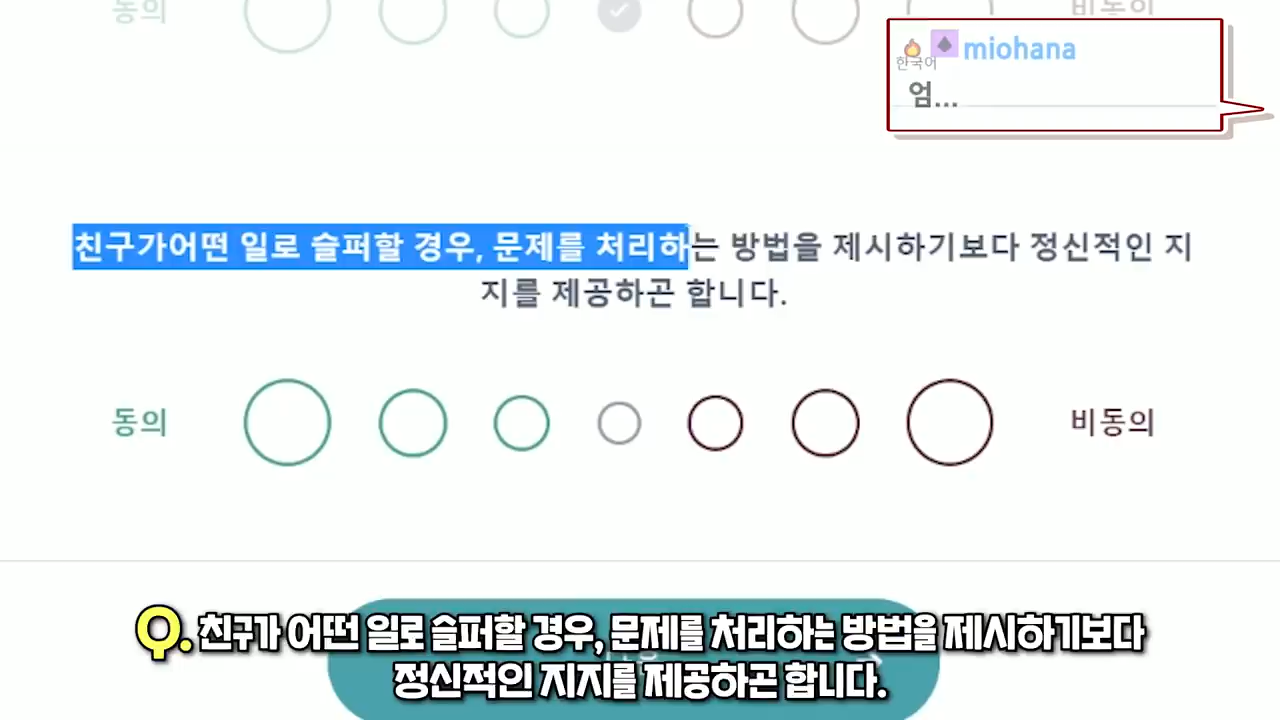 동의 비동의
miohana
한국어
엄...
친구가어떤 일로 슬퍼할 경우, 문제를 처리하는 방법을 제시하기보다 정신적인 지
지를 제공하곤 합니다.
동의 비동의
Q. 친구가 어떤 일로 슬퍼할 경우, 문제를 처리하는 방법을 제시하기보다
정신적인 지지를 제공하곤 합니다.